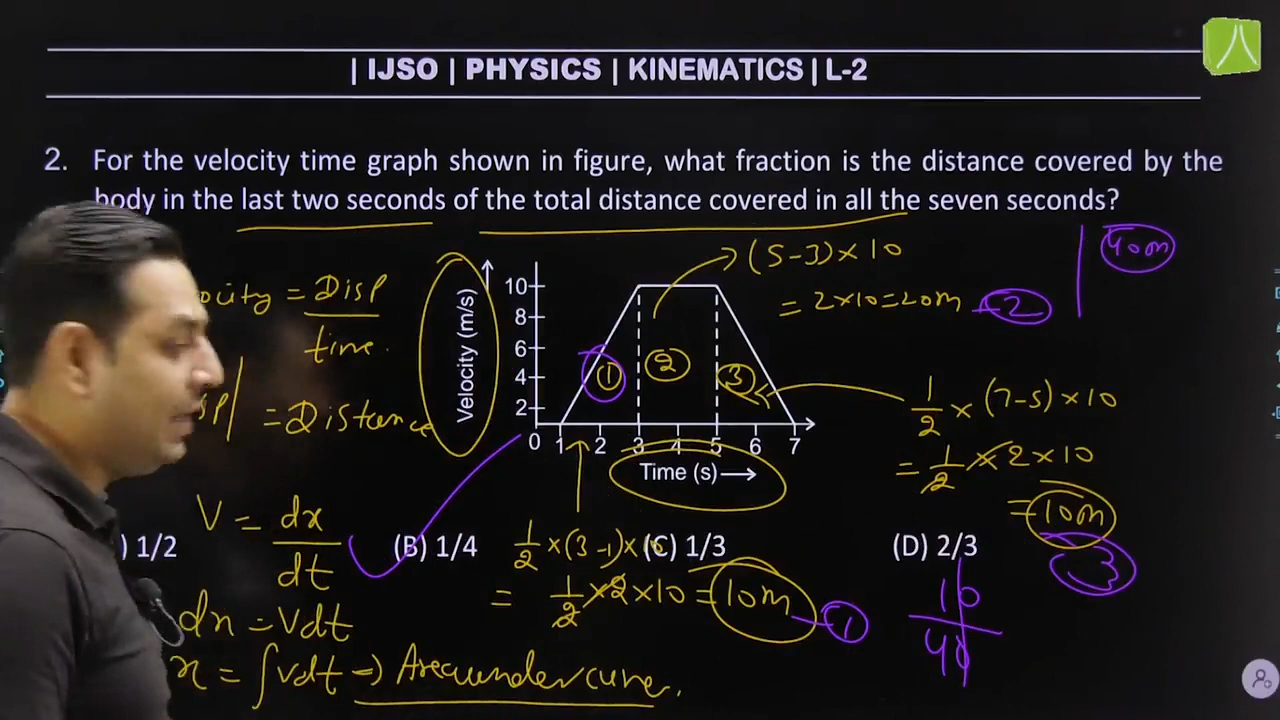 | IJSO | PHYSICS | KINEMATICS | L-2
2. For the velocity time graph shown in figure, what fraction is the distance covered by the
body in the last two seconds of the total distance covered in all the seven seconds?
40m
ocity = Disp
time
= Distance
Velocity (m/s)
10
8
6
4
2
0 1 2 3 4 5 6 7
Time (s)
① ② ③
(5-3)×10
= 2×10=20m 2
1/2 × (7-5)×10
= 1/2 × 2×10
= 10m
3
V = dx
dt
) 1/2 (B) 1/4 (C) 1/3 (D) 2/3
1/2 ×(3-1)×
= 1/2 ×2×10 = 10m 1
10
40
dn = Vdt
n = ∫vdt → Area under curve.